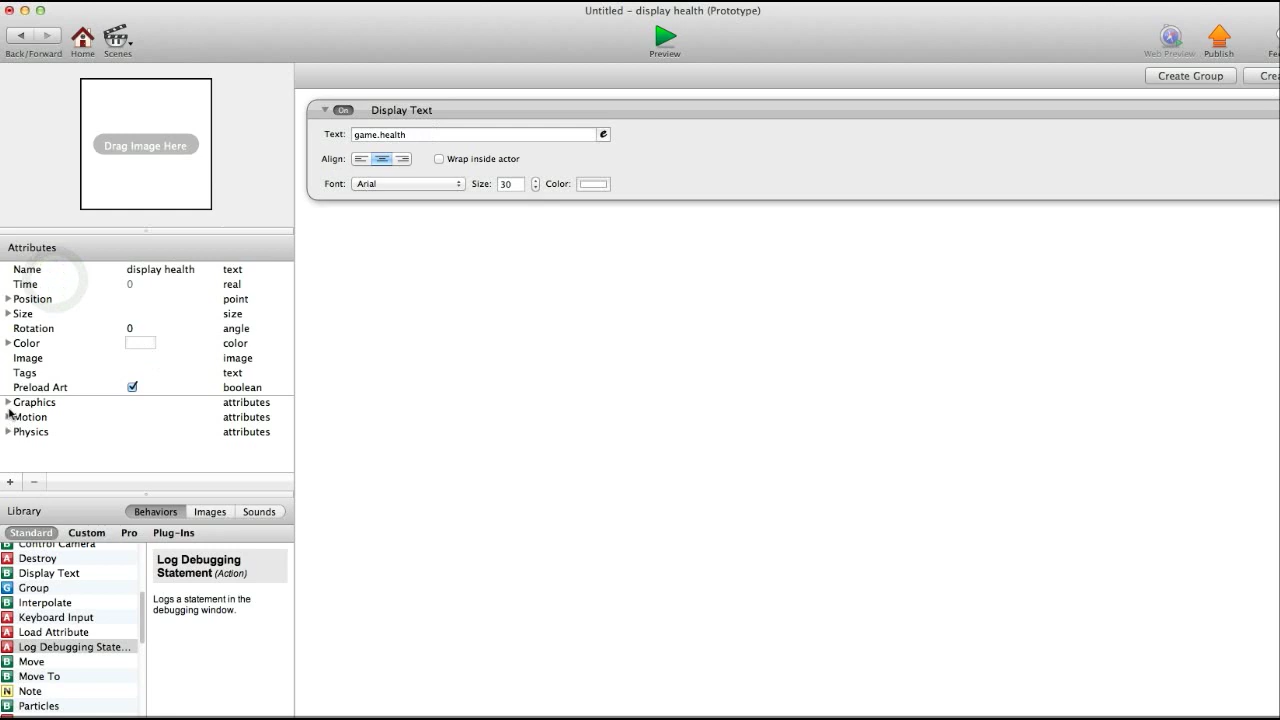 Untitled – display health (Prototype)
Back/Forward Home Scenes Preview Web Preview Publish
Create Group
Drag Image Here
On Display Text
Text: game.health e
Align: Wrap inside actor
Font: Arial Size: 30 Color:
Attributes
Name display health text
Time 0 real
Position point
Size size
Rotation 0 angle
Color color
Image image
Tags text
Preload Art boolean
Graphics attributes
Motion attributes
Physics attributes
+ −
Library Behaviors Images Sounds
Standard Custom Pro Plug-Ins
B Control Camera
A Destroy
B Display Text
G Group
B Interpolate
A Keyboard Input
A Load Attribute
A Log Debugging State...
B Move
B Move To
N Note
B Particles
Log Debugging
Statement (Action)
Logs a statement in the
debugging window.